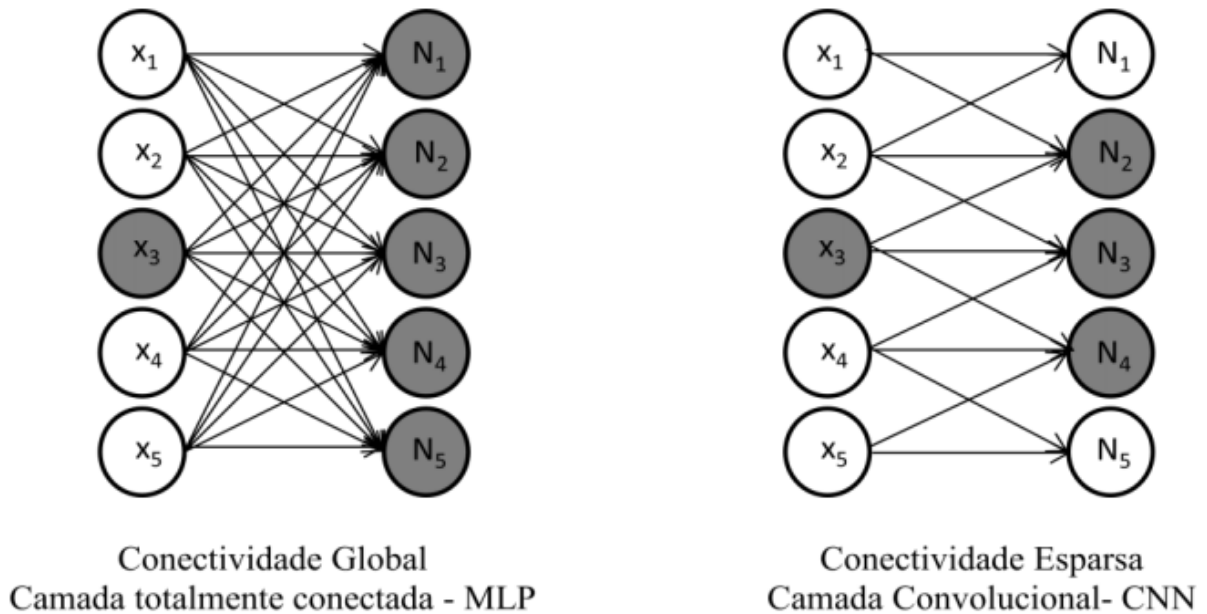 x₁ N₁ x₁ N₁
x₂ N₂ x₂ N₂
x₃ N₃ x₃ N₃
x₄ N₄ x₄ N₄
x₅ N₅ x₅ N₅
Conectividade Global
Camada totalmente conectada - MLP
Conectividade Esparsa
Camada Convolucional- CNN